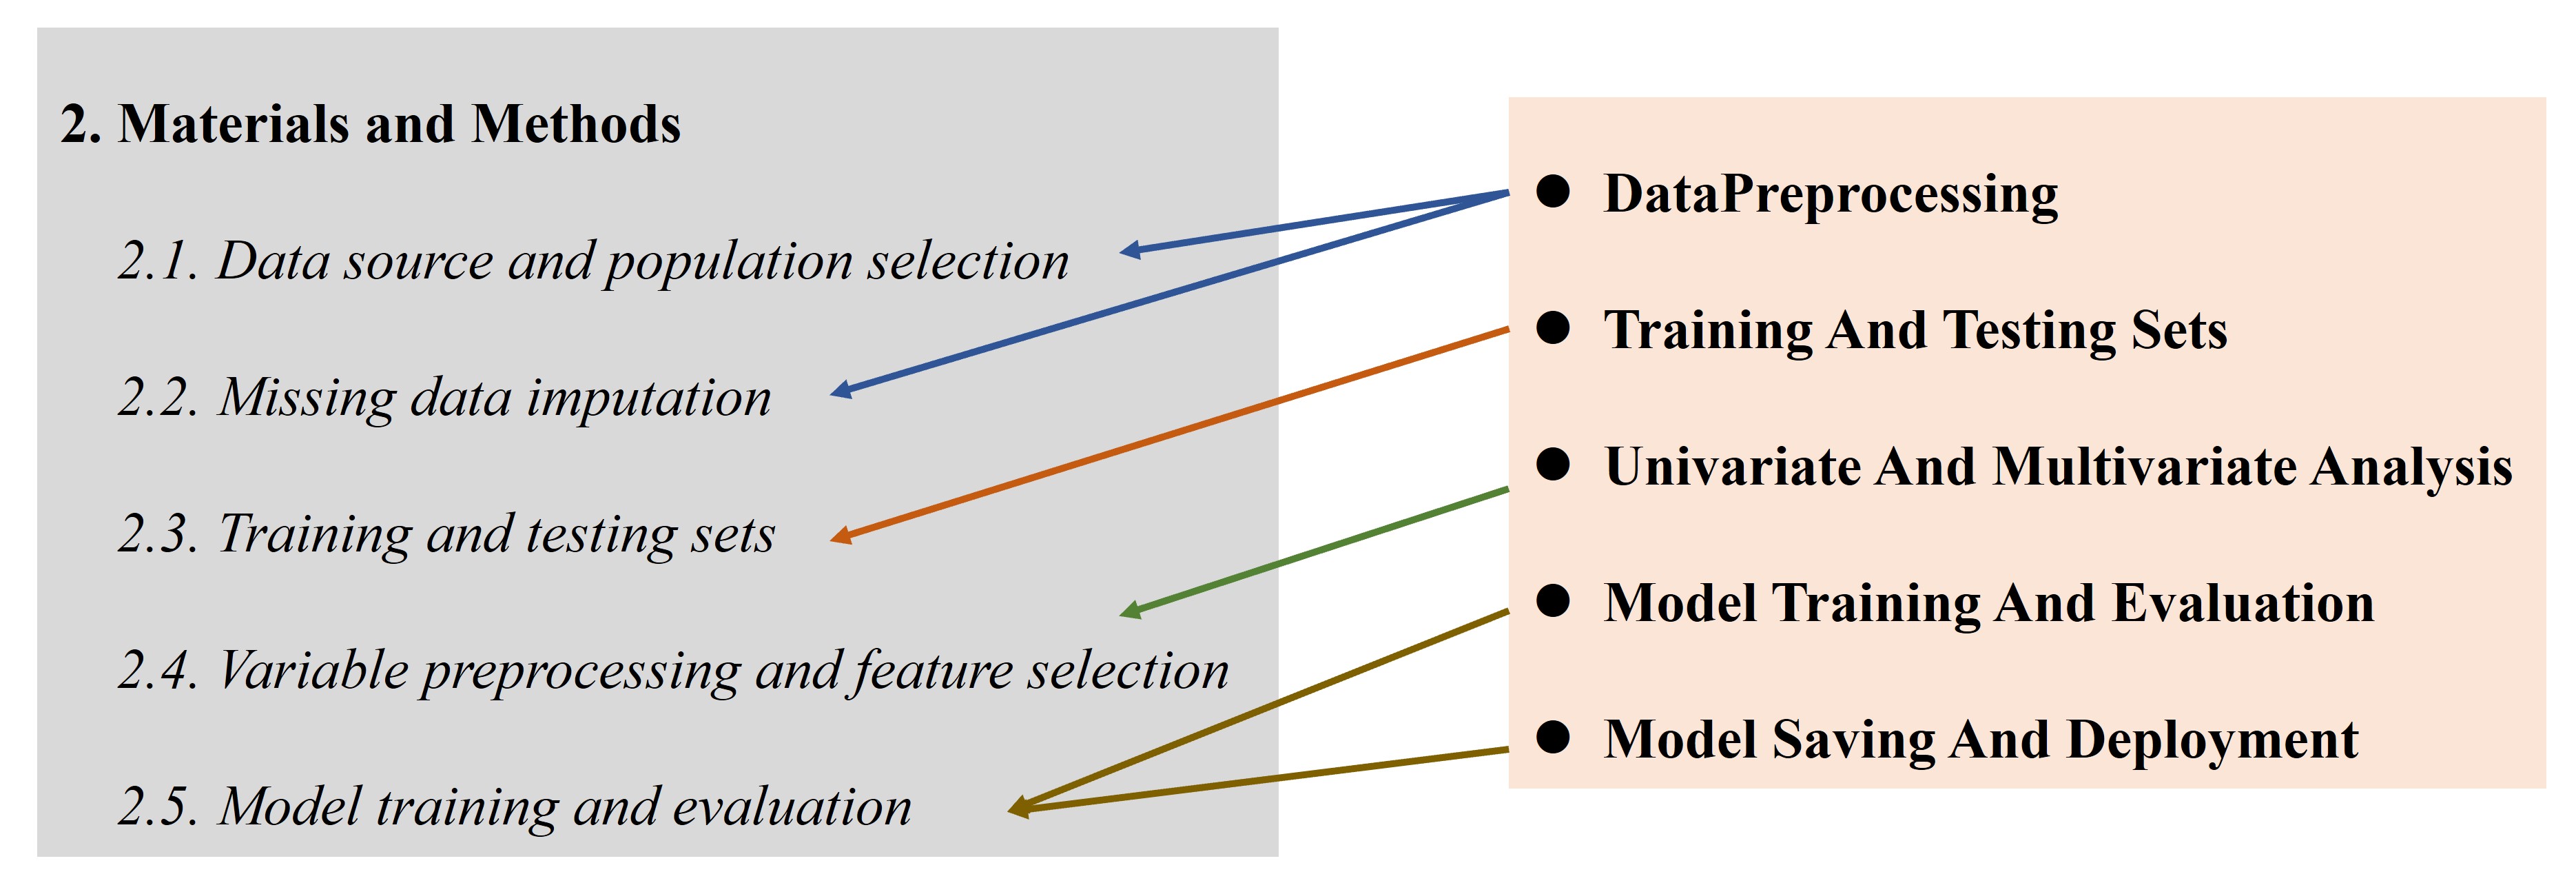 2. Materials and Methods
2.1. Data source and population selection
2.2. Missing data imputation
2.3. Training and testing sets
2.4. Variable preprocessing and feature selection
2.5. Model training and evaluation
● DataPreprocessing
● Training And Testing Sets
● Univariate And Multivariate Analysis
● Model Training And Evaluation
● Model Saving And Deployment